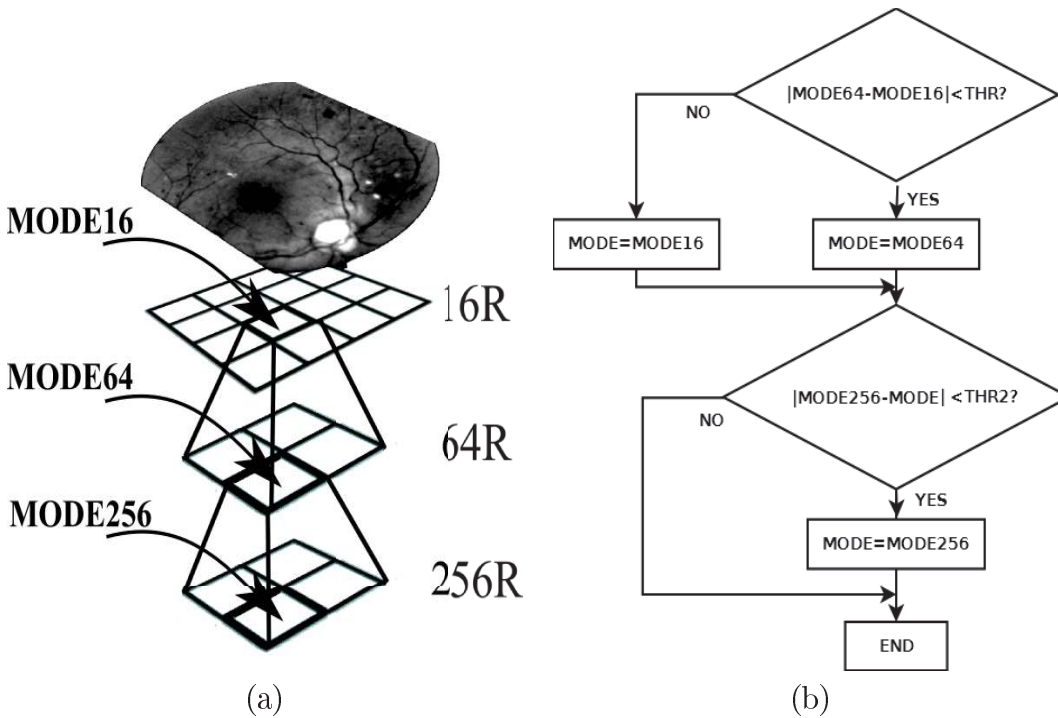 MODE16
16R
MODE64
64R
MODE256
256R
(a)
|MODE64-MODE16|<THR?
NO
YES
MODE=MODE16
MODE=MODE64
|MODE256-MODE| <THR2?
NO
YES
MODE=MODE256
END
(b)